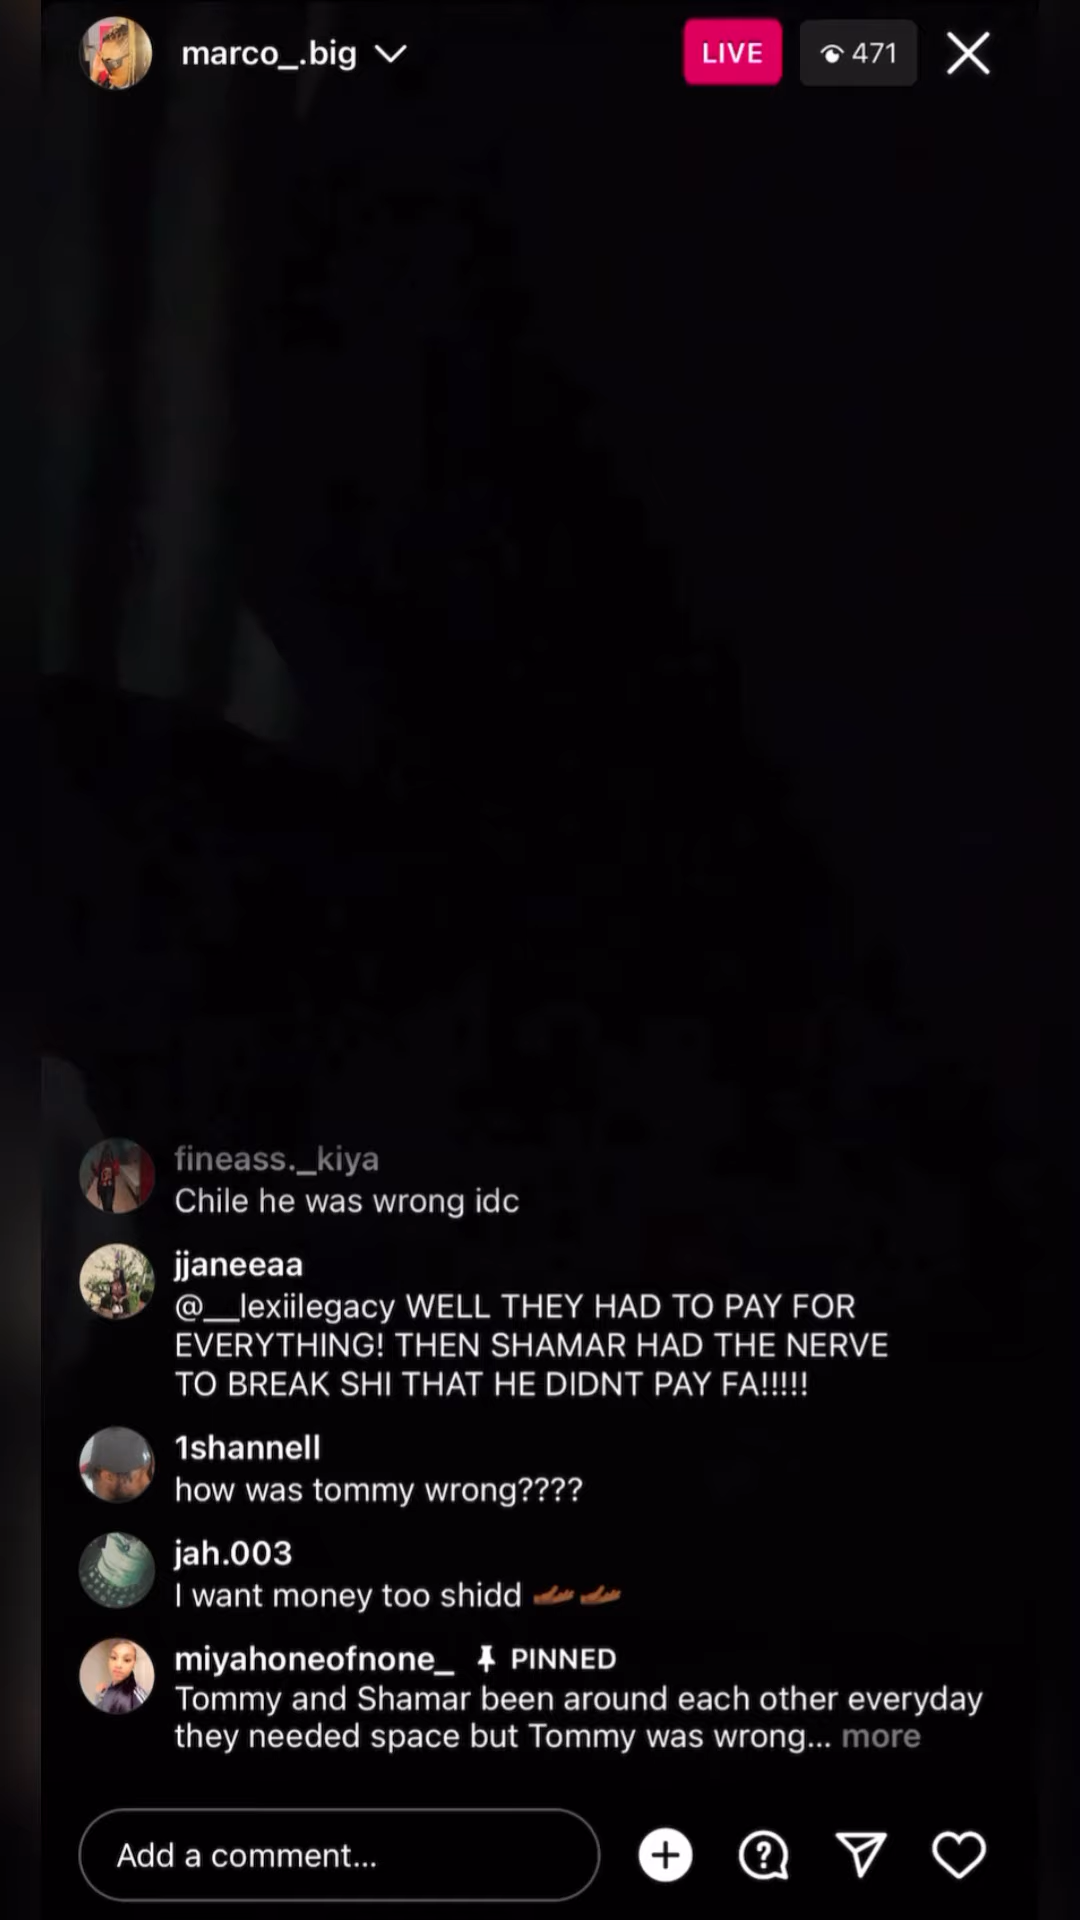 marco_.big
LIVE
471
fineass._kiya
Chile he was wrong idc
jjaneeaa
@__lexiilegacy WELL THEY HAD TO PAY FOR
EVERYTHING! THEN SHAMAR HAD THE NERVE
TO BREAK SHI THAT HE DIDNT PAY FA!!!!!
1shannell
how was tommy wrong????
jah.003
I want money too shidd 🫴🏾🫴🏾
miyahoneofnone_ 📌 PINNED
Tommy and Shamar been around each other everyday
they needed space but Tommy was wrong... more
Add a comment...